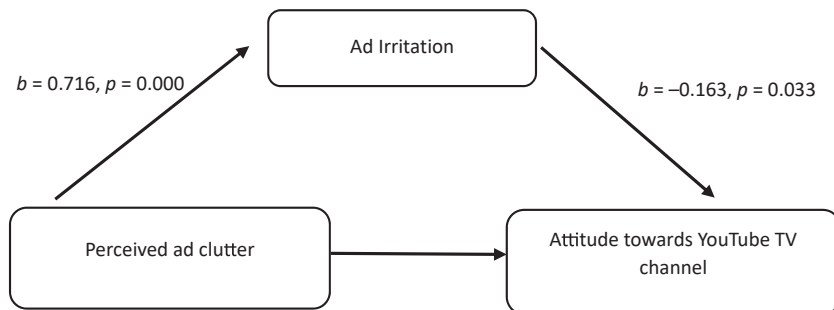 Ad Irritation
b = 0.716, p = 0.000
b = –0.163, p = 0.033
Perceived ad clutter
Attitude towards YouTube TV
channel